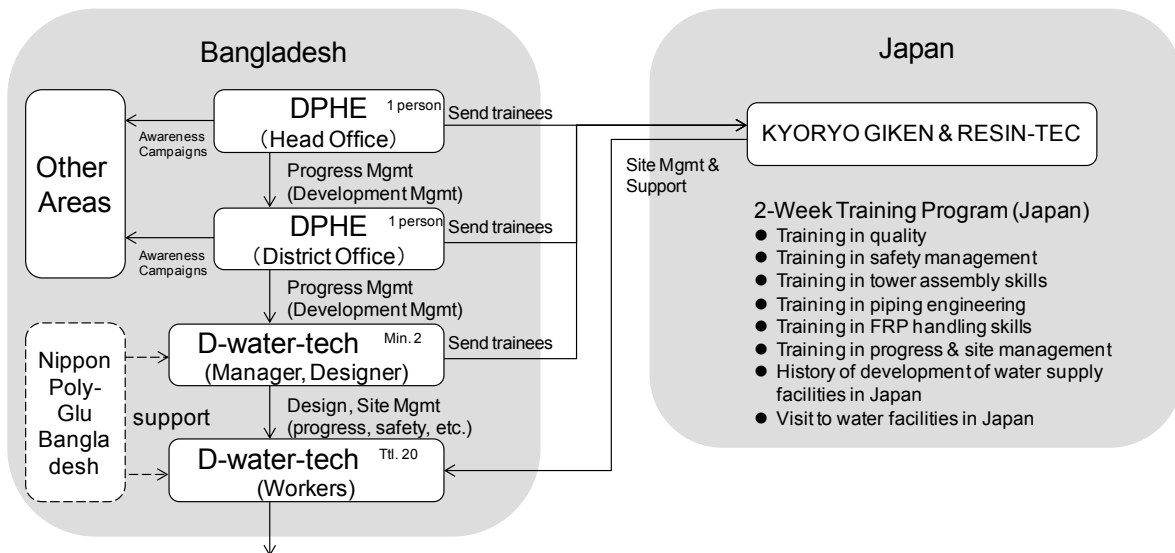 Bangladesh
Japan
DPHE 1 person
（Head Office）
Send trainees
Awareness
Campaigns
Other
Areas
Progress Mgmt
(Development Mgmt)
DPHE 1 person
（District Office）
Send trainees
Awareness
Campaigns
Progress Mgmt
(Development Mgmt)
D-water-tech Min. 2
(Manager, Designer)
Send trainees
Nippon
Poly-
Glu
Bangla
desh
support
Design, Site Mgmt
(progress, safety, etc.)
D-water-tech Ttl. 20
(Workers)
KYORYO GIKEN & RESIN-TEC
Site Mgmt &
Support
2-Week Training Program (Japan)
● Training in quality
● Training in safety management
● Training in tower assembly skills
● Training in piping engineering
● Training in FRP handling skills
● Training in progress & site management
● History of development of water supply
facilities in Japan
● Visit to water facilities in Japan